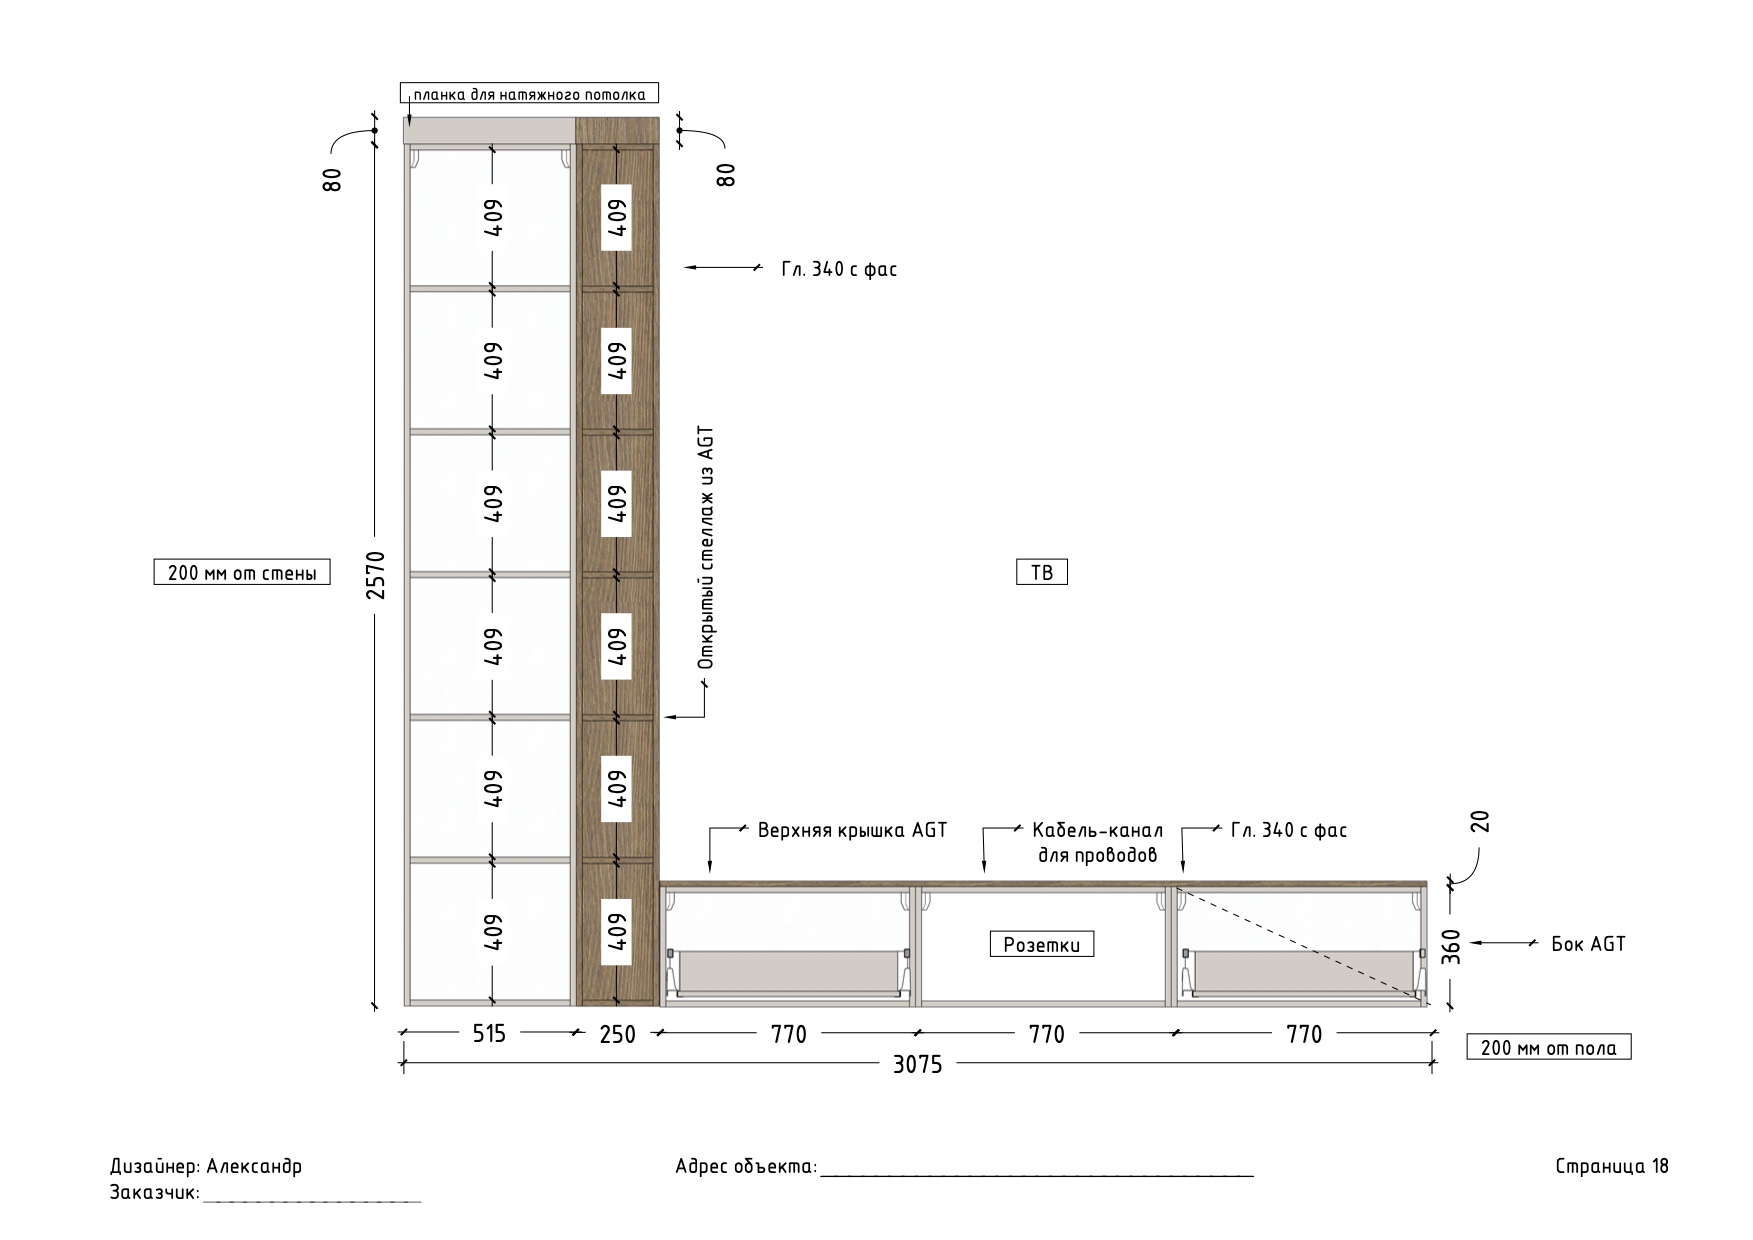 планка для натяжного потолка
80
80
409
409
Гл. 340 с фас
409
409
Открытый стеллаж из AGT
409
409
200 мм от стены
2570
ТВ
409
409
409
409
Верхняя крышка AGT
Кабель-канал
для проводов
Гл. 340 с фас
20
409
409
Розетки
360
Бок AGT
515
250
770
770
770
3075
200 мм от пола
Дизайнер: Александр
Заказчик:
Адрес объекта:
Страница 18